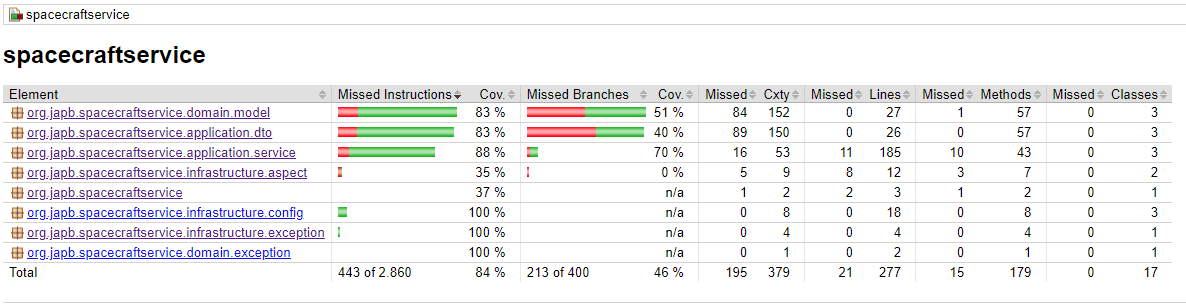 spacecraftservice
spacecraftservice
Element Missed Instructions Cov. Missed Branches Cov. Missed Cxty Missed Lines Missed Methods Missed Classes
org.japb.spacecraftservice.domain.model 83 % 51 % 84 152 0 27 1 57 0 3
org.japb.spacecraftservice.application.dto 83 % 40 % 89 150 0 26 0 57 0 3
org.japb.spacecraftservice.application.service 88 % 70 % 16 53 11 185 10 43 0 3
org.japb.spacecraftservice.infrastructure.aspect 35 % 0 % 5 9 8 12 3 7 0 2
org.japb.spacecraftservice 37 % n/a 1 2 2 3 1 2 0 1
org.japb.spacecraftservice.infrastructure.config 100 % n/a 0 8 0 18 0 8 0 3
org.japb.spacecraftservice.infrastructure.exception 100 % n/a 0 4 0 4 0 4 0 1
org.japb.spacecraftservice.domain.exception 100 % n/a 0 1 0 2 0 1 0 1
Total 443 of 2.860 84 % 213 of 400 46 % 195 379 21 277 15 179 0 17